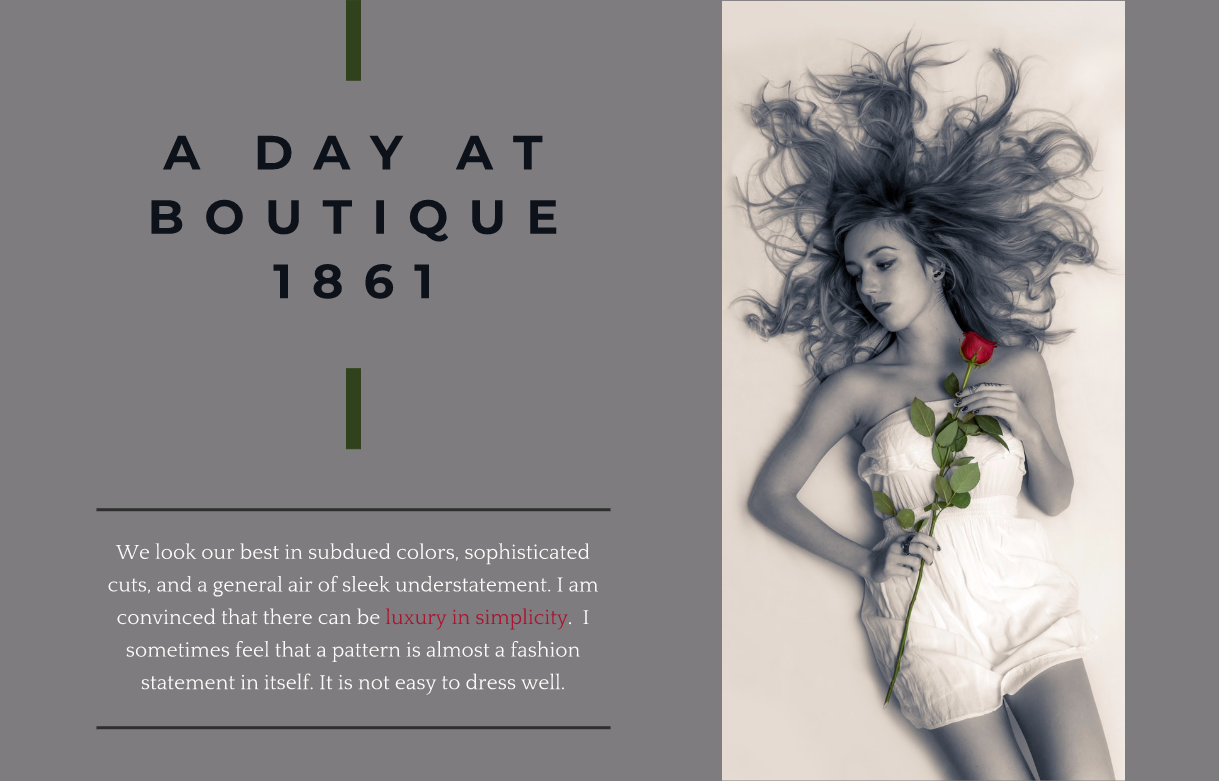 A DAY AT
BOUTIQUE
1861
We look our best in subdued colors, sophisticated
cuts, and a general air of sleek understatement. I am
convinced that there can be luxury in simplicity.  I
sometimes feel that a pattern is almost a fashion
statement in itself. It is not easy to dress well.